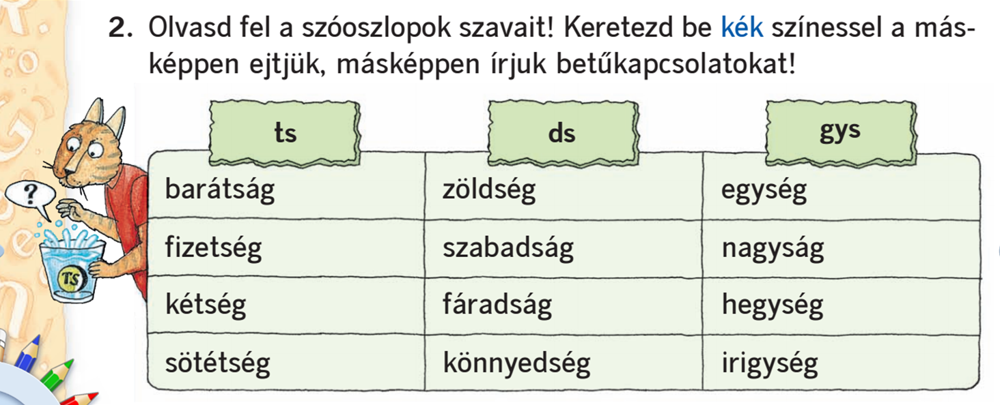 2. Olvasd fel a szóoszlopok szavait! Keretezd be kék színessel a más-
képpen ejtjük, másképpen írjuk betűkapcsolatokat!
ts ds gys
barátság zöldség egység
?
fizetség szabadság nagyság
TS
kétség fáradság hegység
sötétség könnyedség irigység